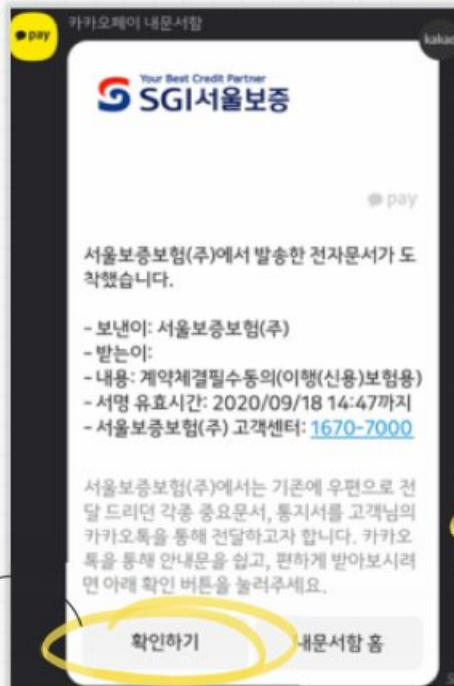 pay
카카오페이 내문서함
kakao
Your Best Credit Partner
SGI서울보증
pay
서울보증보험(주)에서 발송한 전자문서가 도
착했습니다.
- 보낸이: 서울보증보험(주)
- 받는이:
- 내용: 계약체결필수동의(이행(신용)보험용)
- 서명 유효시간: 2020/09/18 14:47까지
- 서울보증보험(주) 고객센터: 1670-7000
서울보증보험(주)에서는 기존에 우편으로 전
달 드리던 각종 중요문서, 통지서를 고객님의
카카오톡을 통해 전달하고자 합니다. 카카오
톡을 통해 안내문을 쉽고, 편하게 받아보시려
면 아래 확인 버튼을 눌러주세요.
확인하기
내문서함 홈